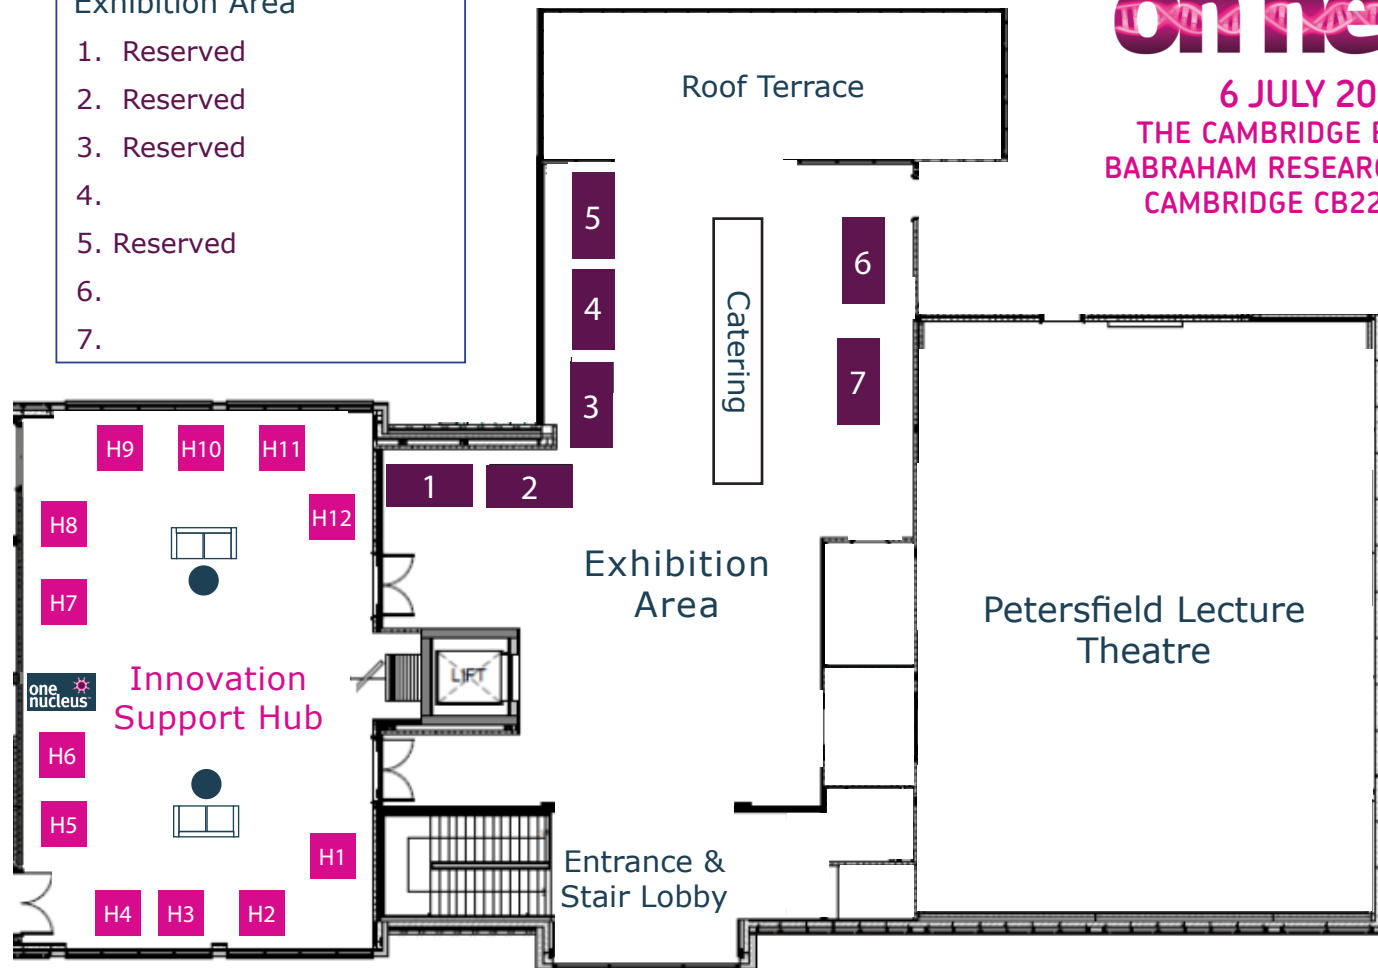 Exhibition Area
1. Reserved
2. Reserved
3. Reserved
4.
5. Reserved
6.
7.
6 JULY 20
THE CAMBRIDGE
BABRAHAM
CAMBRIDGE CB22
Roof Terrace
5
4
3
6
7
Catering
1
2
Exhibition
Area
Petersfield Lecture
Theatre
H9
H10
H11
H8
H12
H7
one
nucleus
Innovation
Support Hub
LIFT
H6
H5
H1
H4
H3
H2
Entrance &
Stair Lobby